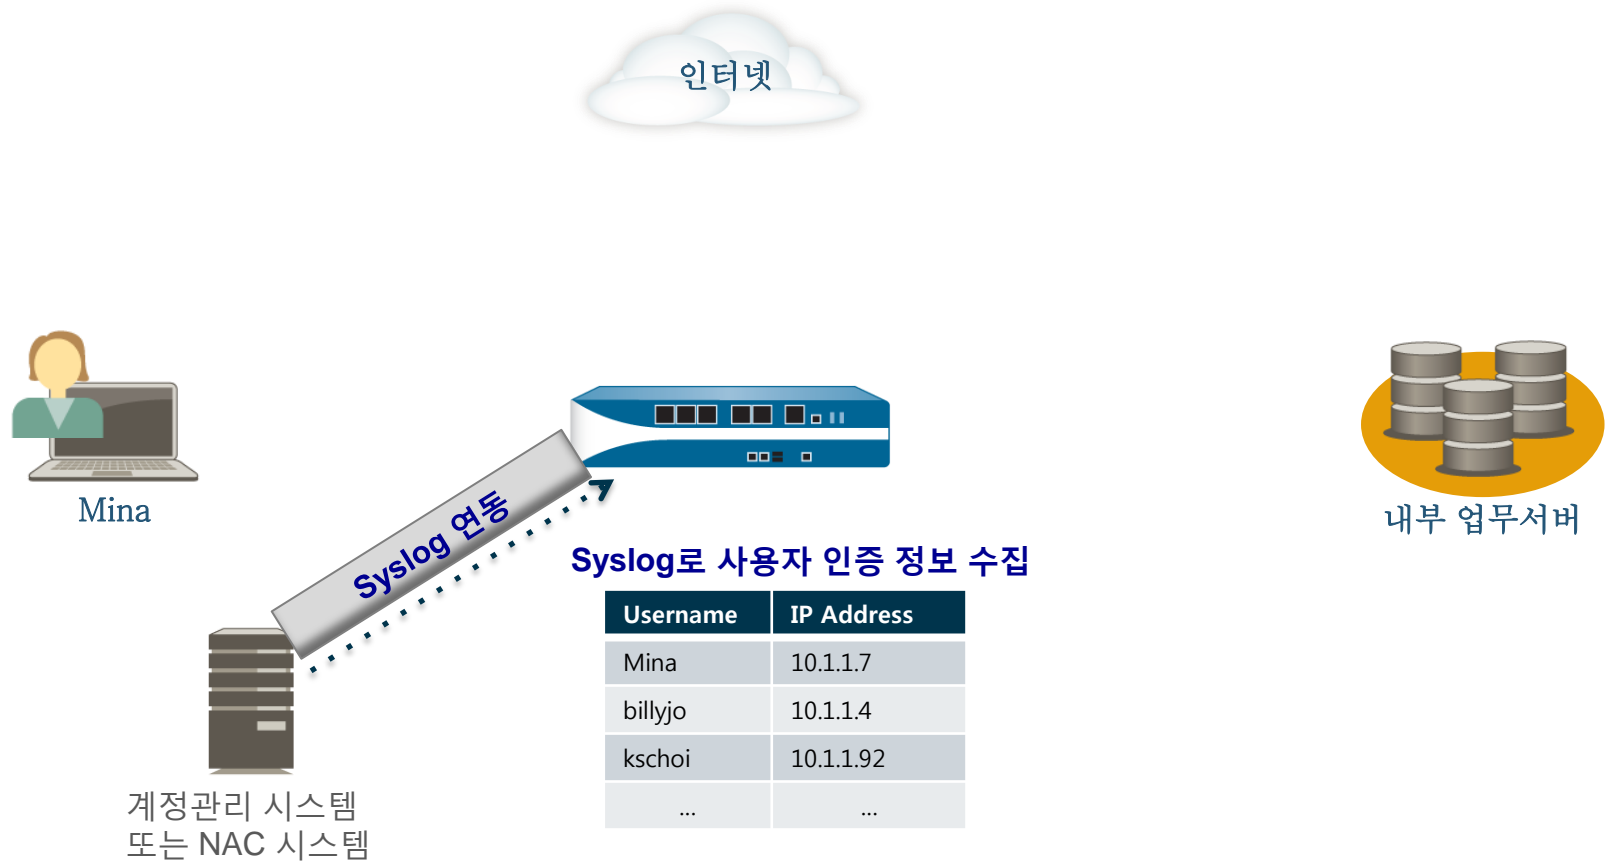 인터넷
Mina
내부 업무서버
Syslog 연동
Syslog로 사용자 인증 정보 수집
Username IP Address
Mina 10.1.1.7
billyjo 10.1.1.4
kschoi 10.1.1.92
... ...
계정관리 시스템
또는 NAC 시스템